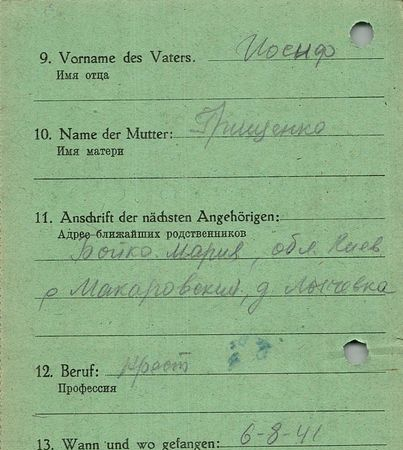 9. Vorname des Vaters. Иосиф
Имя отца
10. Name der Mutter: Грищенко
Имя матери
11. Anschrift der nächsten Angehörigen:
Адрес ближайших родственников
Бойко Мария, обл. Киев
р Макаровский, д
12. Beruf:
Профессия
13. Wann und wo gefangen: 6-8-41